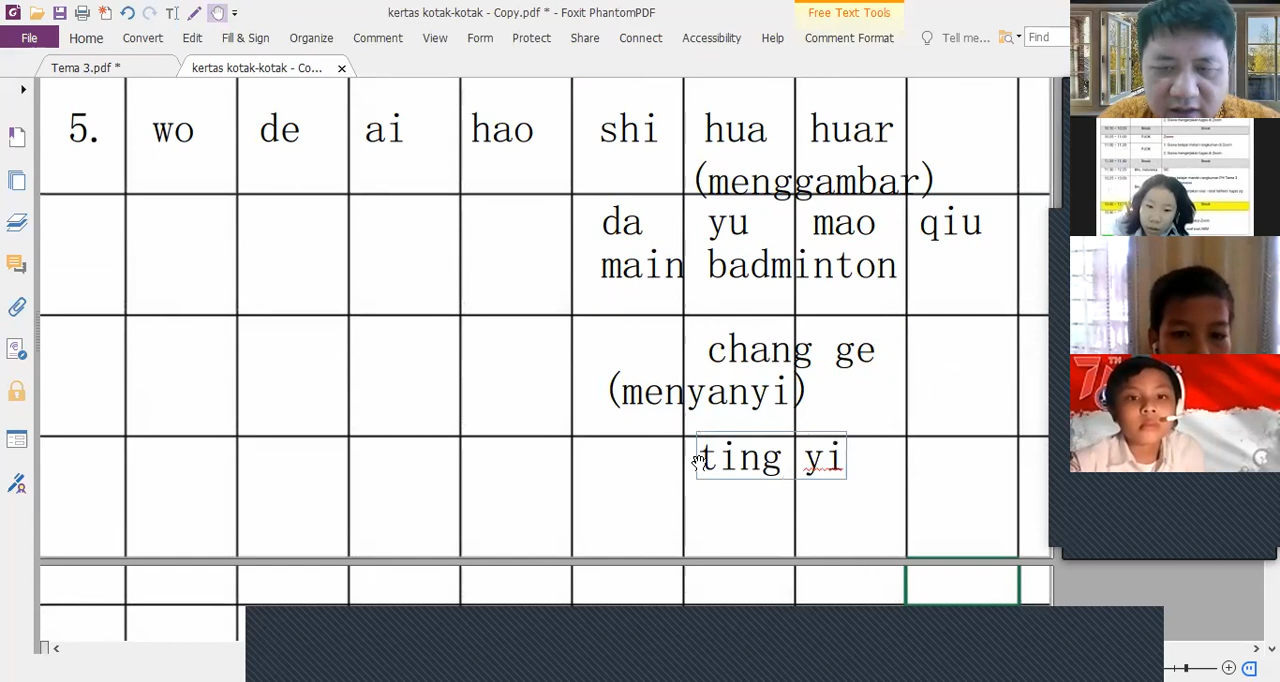 kertas kotak-kotak - Copy.pdf * - Foxit PhantomPDF
Free Text Tools
File Home Convert Edit Fill & Sign Organize Comment View Form Protect Share Connect Accessibility Help Comment Format Tell me... Find
Tema 3.pdf * kertas kotak-kotak - Co...
5. wo de ai hao shi hua huar
(menggambar)
da yu mao qiu
main badminton
chang ge
(menyanyi)
ting yi